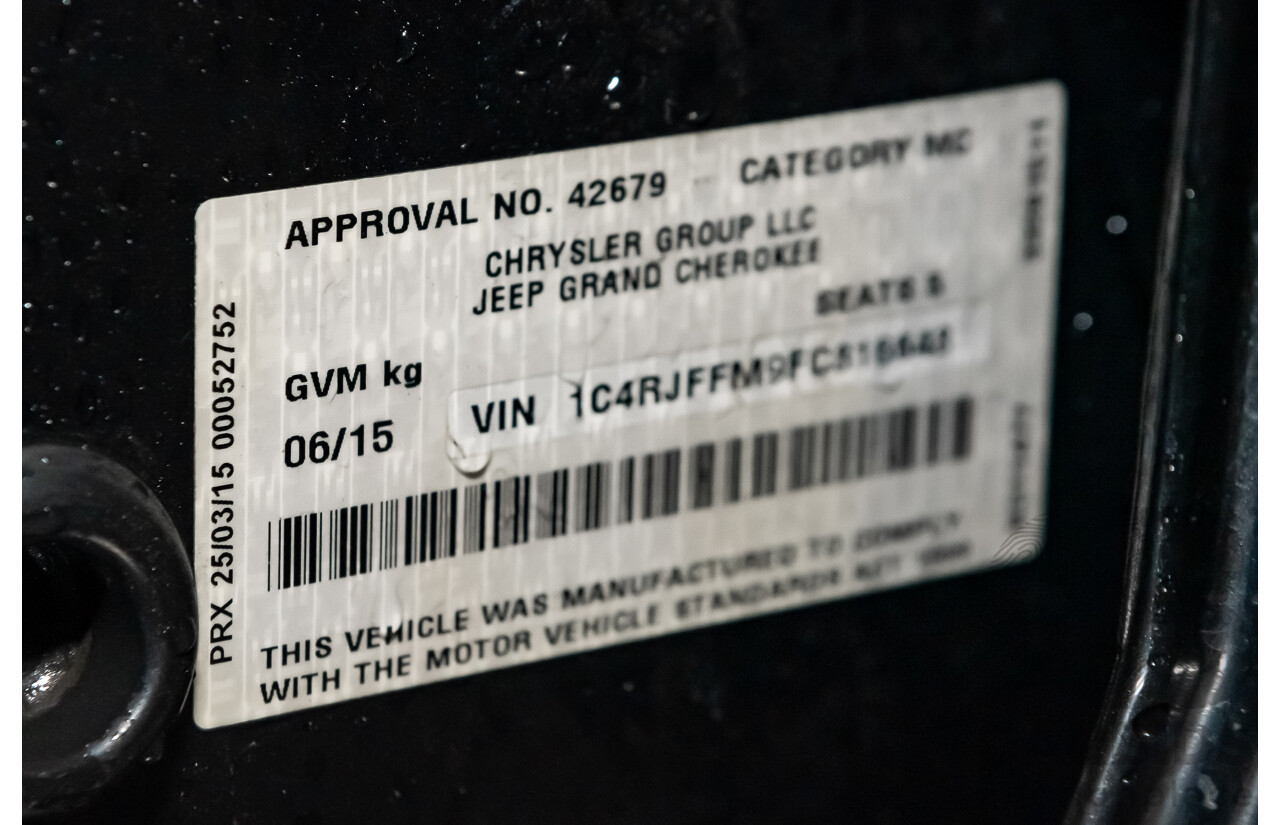 APPROVAL NO. 42679 CATEGORY MC
CHRYSLER GROUP LLC
JEEP GRAND CHEROKEE
SEATS 5
GVM kg
VIN
06/15
PRX 25/03/15 00052752
THIS VEHICLE WAS MANUFACTURED TO COMPLY
WITH THE MOTOR VEHICLE STANDARDS ACT 1989